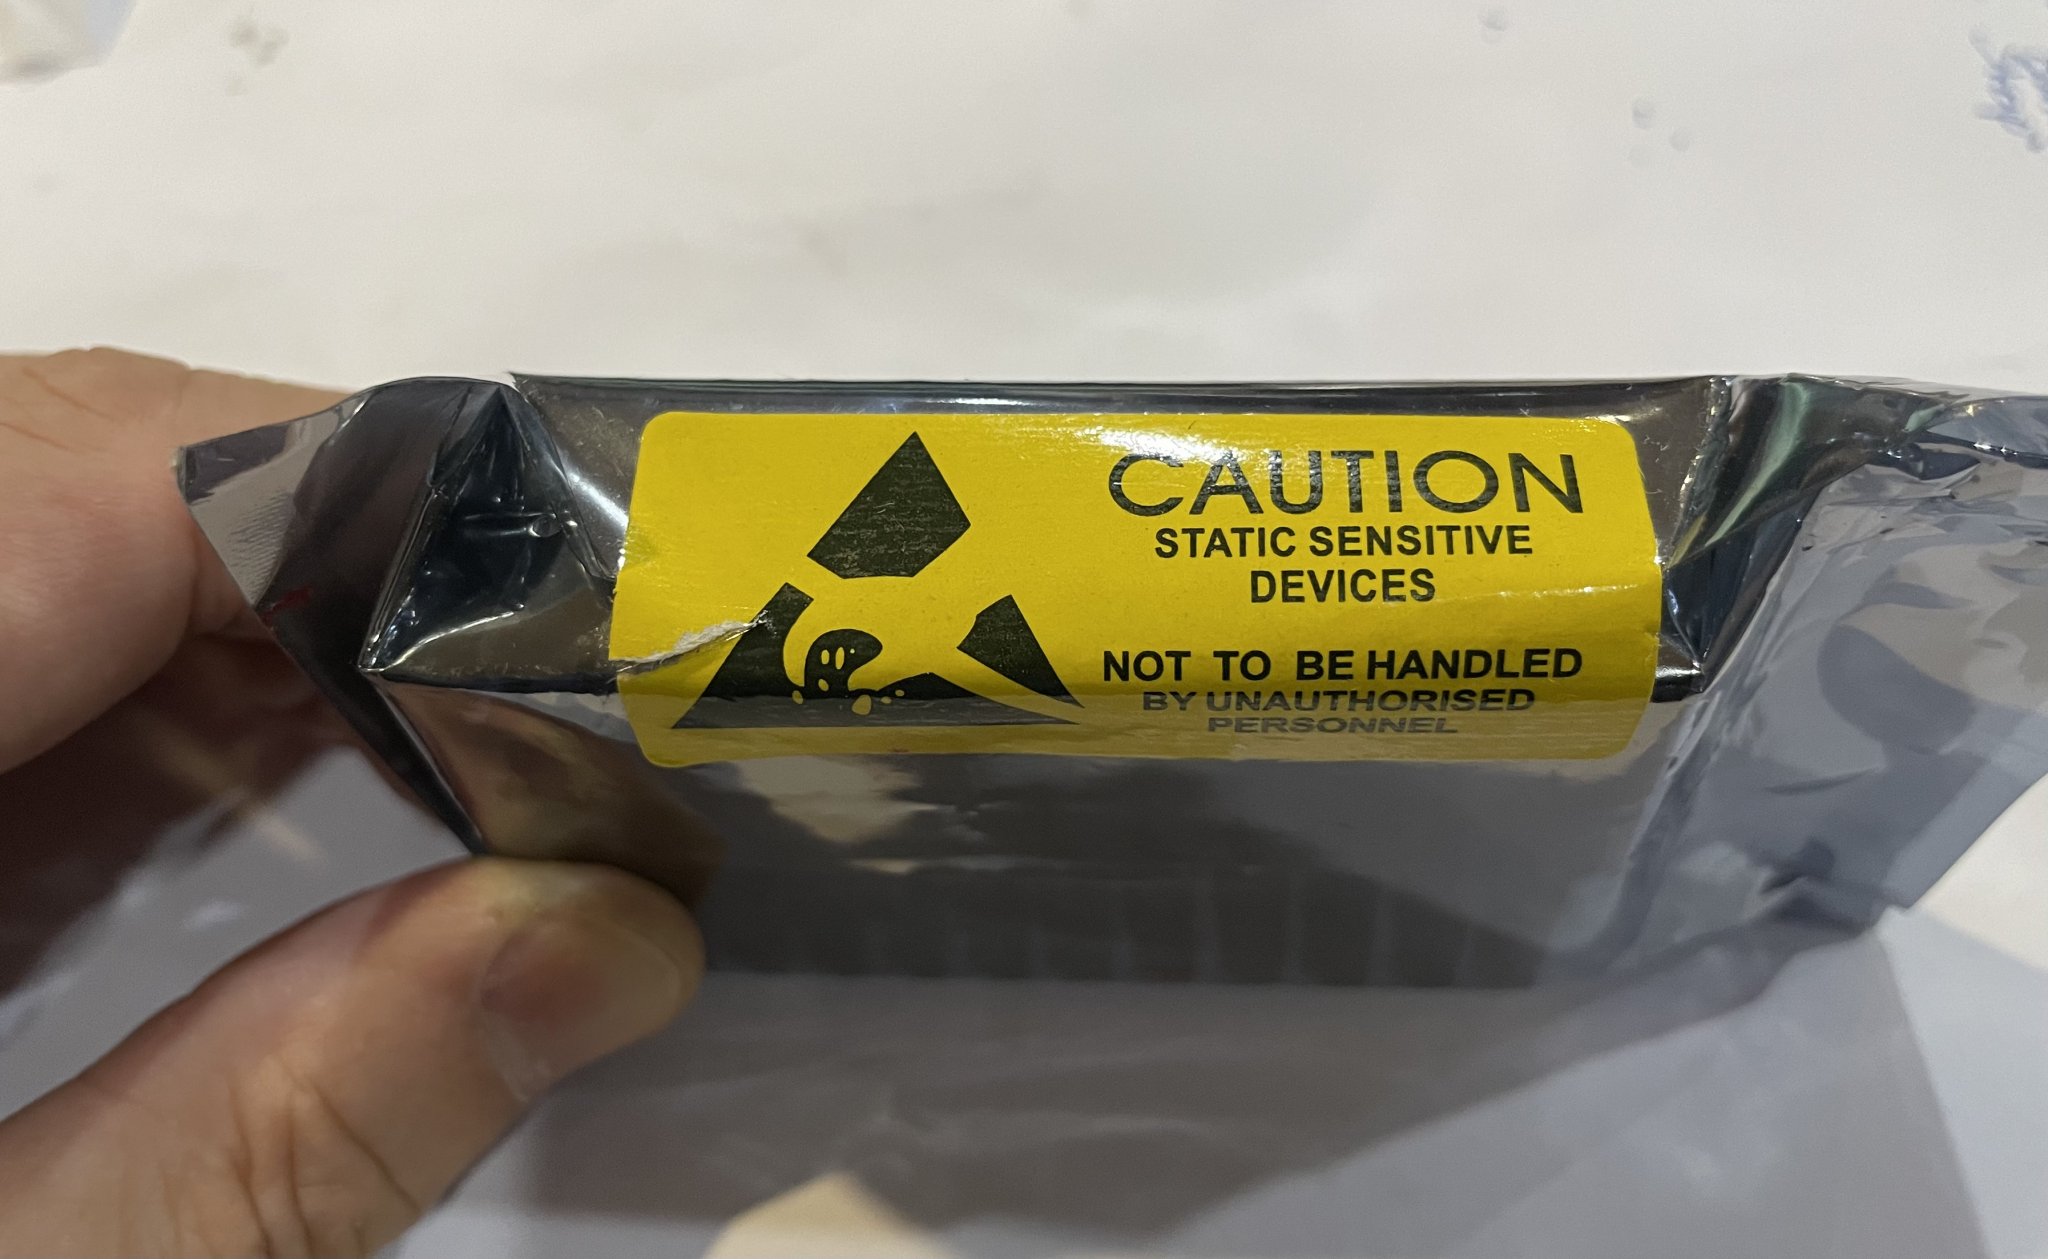 CAUTION
STATIC SENSITIVE
DEVICES
NOT TO BE HANDLED
BY UNAUTHORISED
PERSONNEL